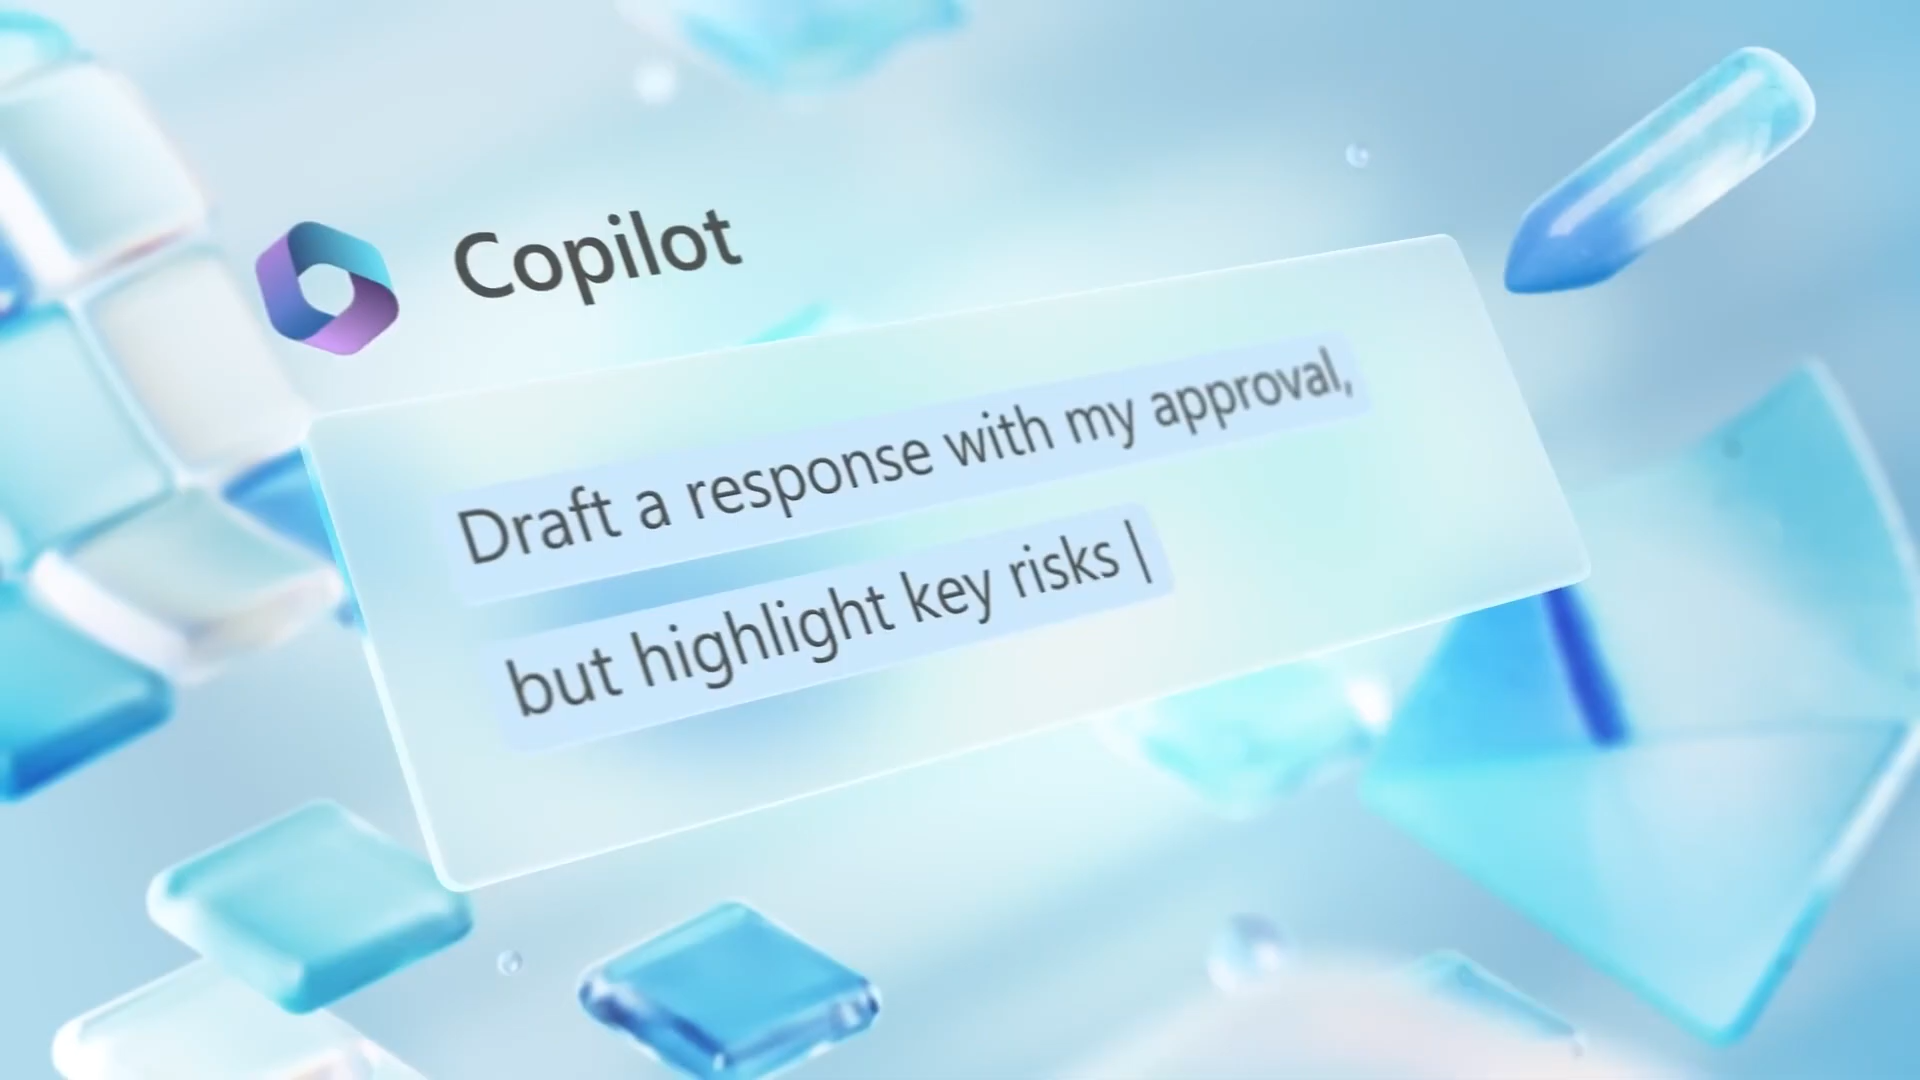 Copilot
Draft a response with my approval,
but highlight key risks |